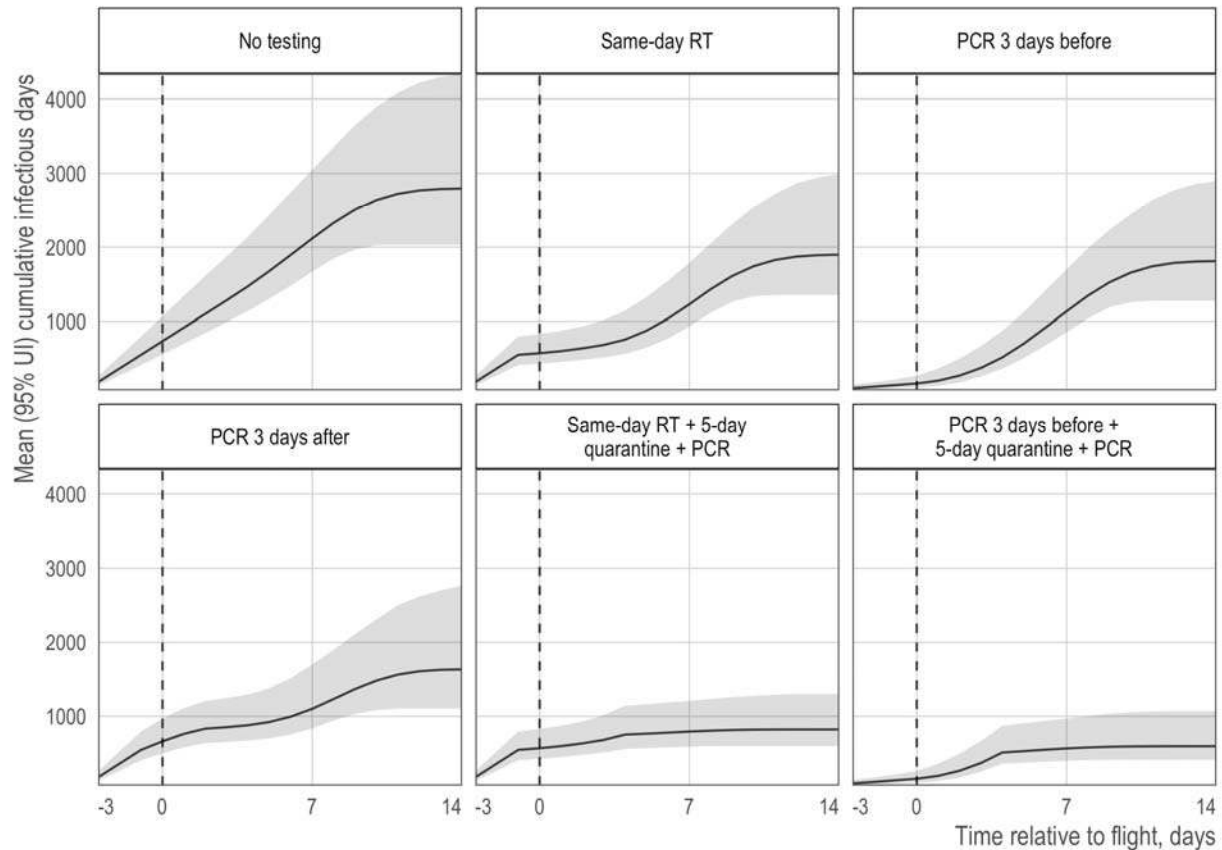 No testing
Same-day RT
PCR 3 days before
Mean (95% UI) cumulative infectious days
4000
3000
2000
1000
PCR 3 days after
Same-day RT + 5-day
quarantine + PCR
PCR 3 days before +
5-day quarantine + PCR
4000
3000
2000
1000
-3 0 7 14
-3 0 7 14
-3 0 7 14
Time relative to flight, days